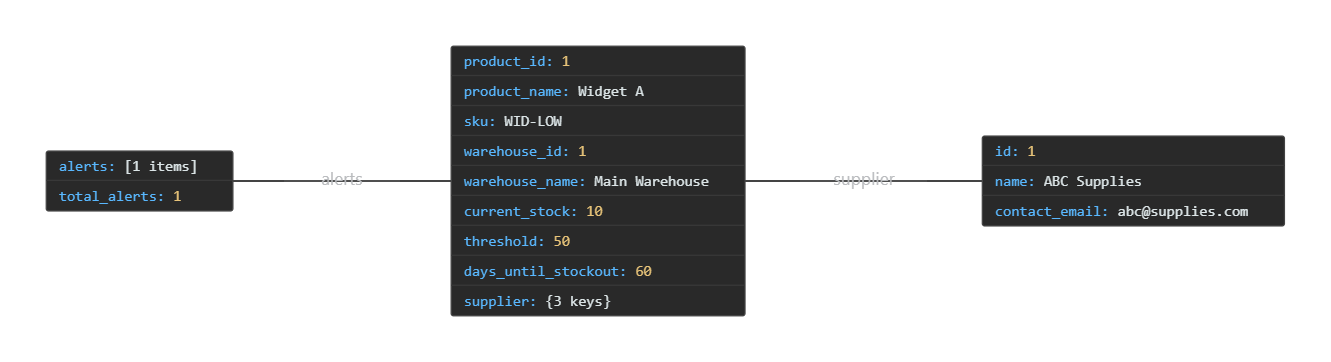 alerts: [1 items]
total_alerts: 1
alerts
product_id: 1
product_name: Widget A
sku: WID-LOW
warehouse_id: 1
warehouse_name: Main Warehouse
current_stock: 10
threshold: 50
days_until_stockout: 60
supplier: {3 keys}
supplier
id: 1
name: ABC Supplies
contact_email: abc@supplies.com